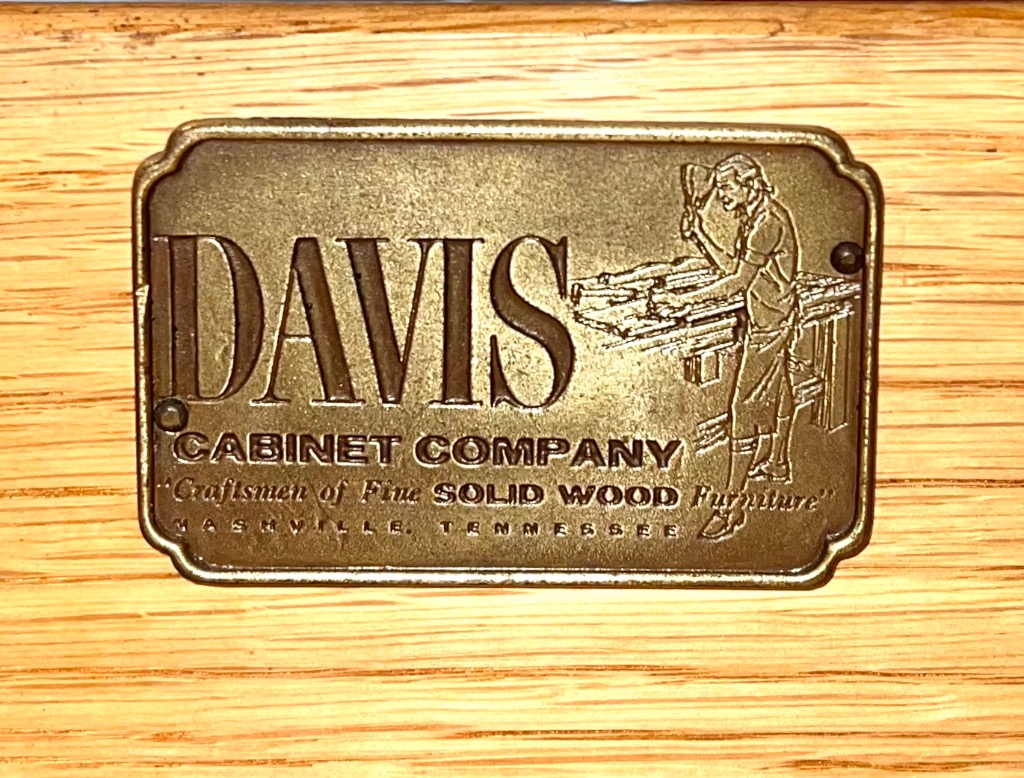 DAVIS
CABINET COMPANY
"Craftsmen of Fine SOLID WOOD Furniture"
NASHVILLE, TENNESSEE